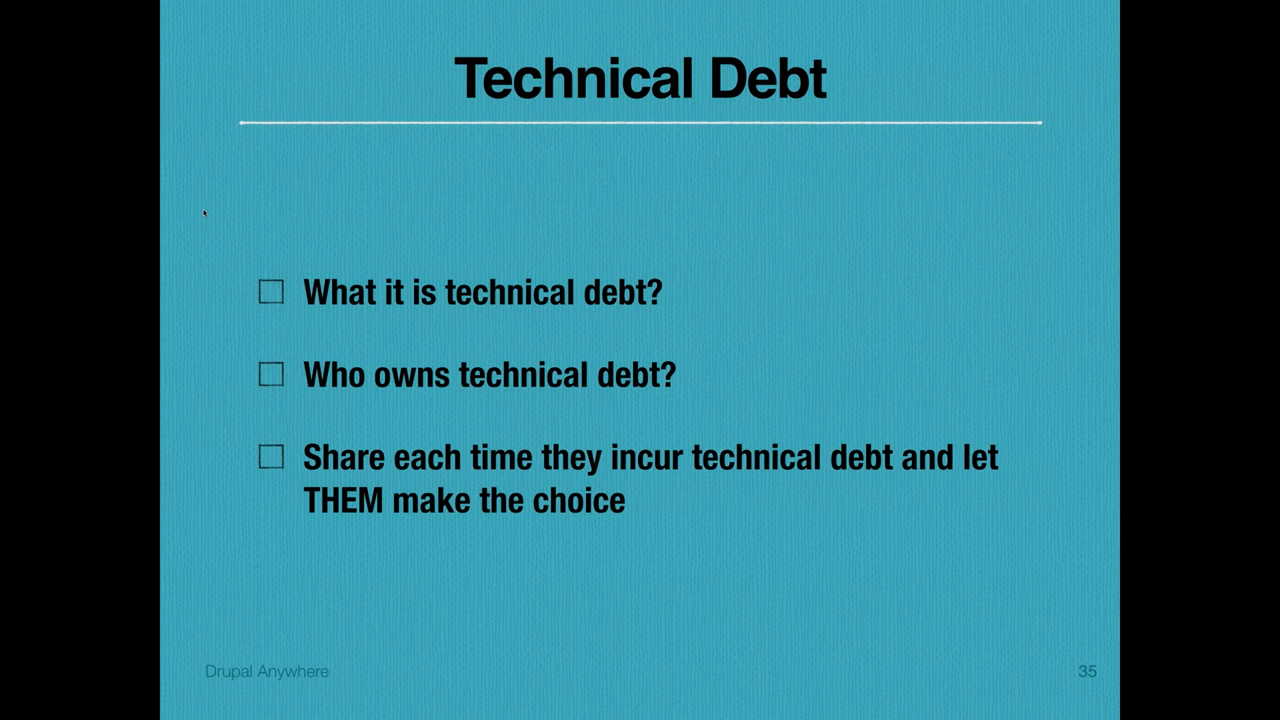 Technical Debt
What it is technical debt?
Who owns technical debt?
Share each time they incur technical debt and let
THEM make the choice
Drupal Anywhere
35